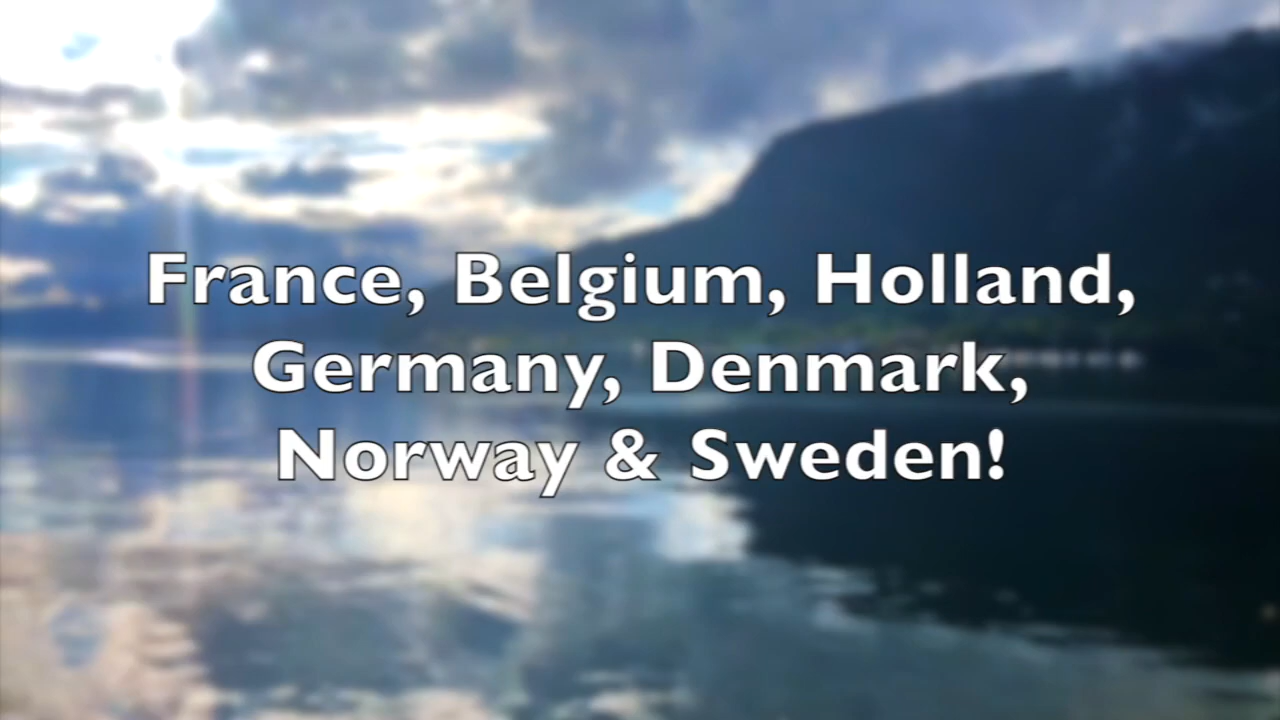 France, Belgium, Holland,
Germany, Denmark,
Norway & Sweden!